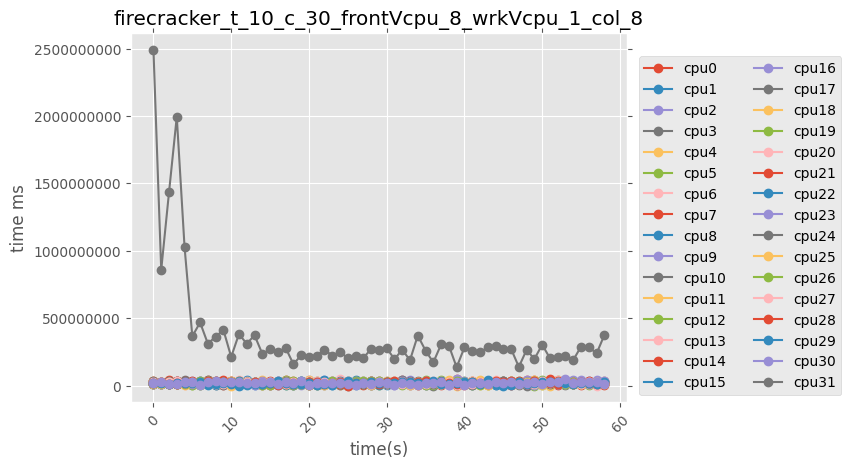 firecracker_t_10_c_30_frontVcpu_8_wrkVcpu_1_col_8
2500000000
2000000000
1500000000
1000000000
500000000
0
time ms
0
10
20
30
40
50
60
time(s)
cpu0
cpu1
cpu2
cpu3
cpu4
cpu5
cpu6
cpu7
cpu8
cpu9
cpu10
cpu11
cpu12
cpu13
cpu14
cpu15
cpu16
cpu17
cpu18
cpu19
cpu20
cpu21
cpu22
cpu23
cpu24
cpu25
cpu26
cpu27
cpu28
cpu29
cpu30
cpu31